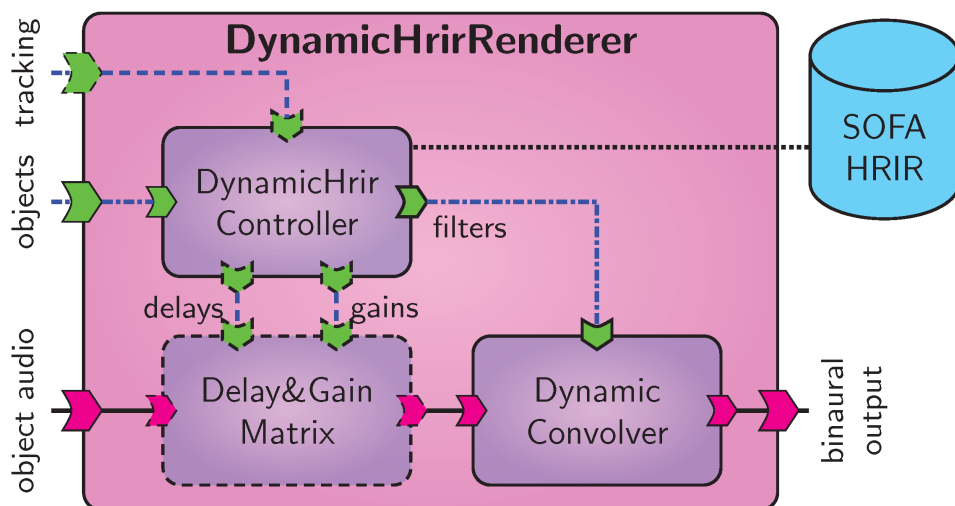 DynamicHrirRenderer
tracking
SOFA
HRIR
DynamicHrir
Controller
objects
filters
delays
gains
object audio
Delay&Gain
Matrix
Dynamic
Convolver
binaural
output